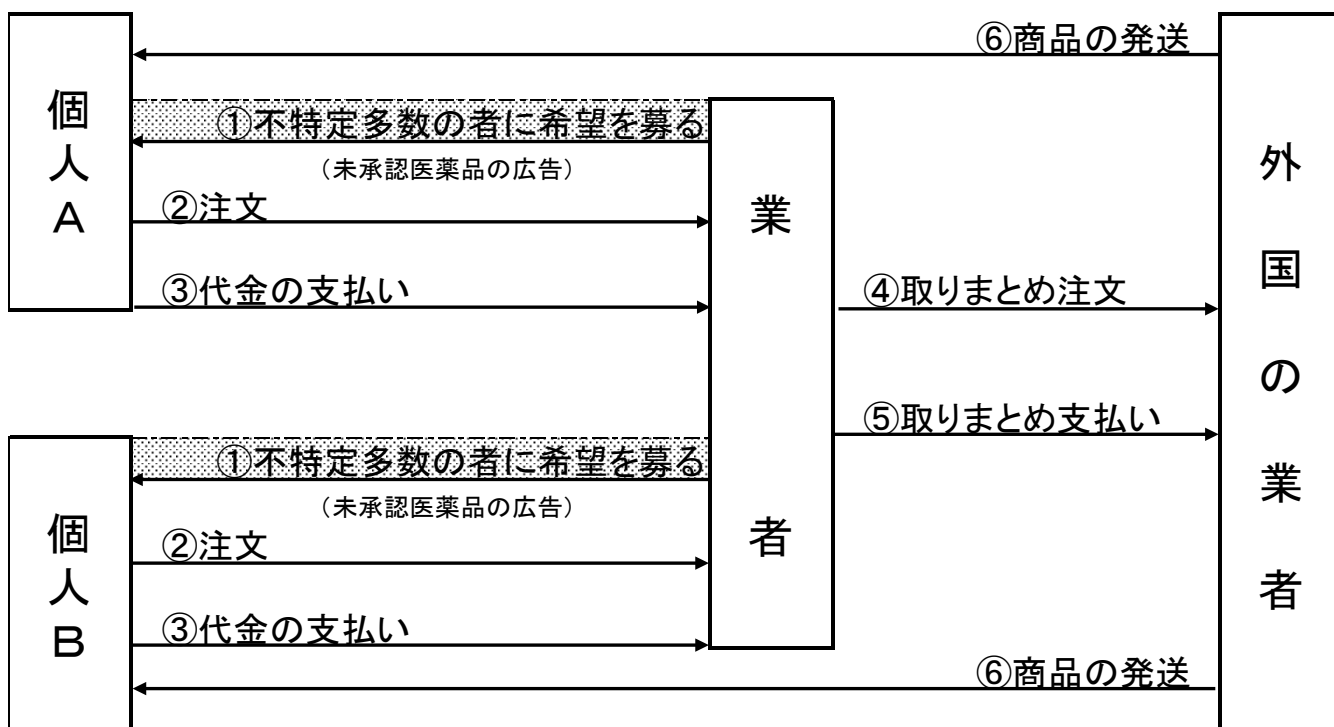 ⑥商品の発送
個人A
①不特定多数の者に希望を募る
（未承認医薬品の広告）
②注文
③代金の支払い
業者
④取りまとめ注文
⑤取りまとめ支払い
外国の業者
個人B
①不特定多数の者に希望を募る
（未承認医薬品の広告）
②注文
③代金の支払い
⑥商品の発送